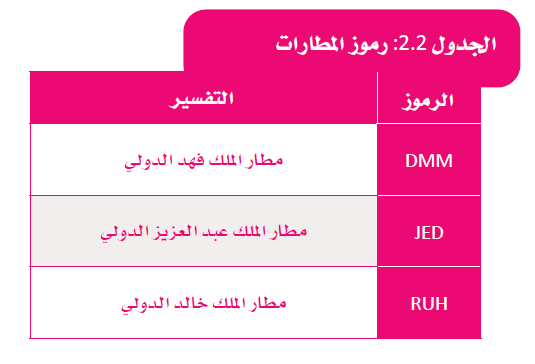 الجدول 2.2: رموز المطارات
الرموز التفسير
DMM مطار الملك فهد الدولي
JED مطار الملك عبد العزيز الدولي
RUH مطار الملك خالد الدولي